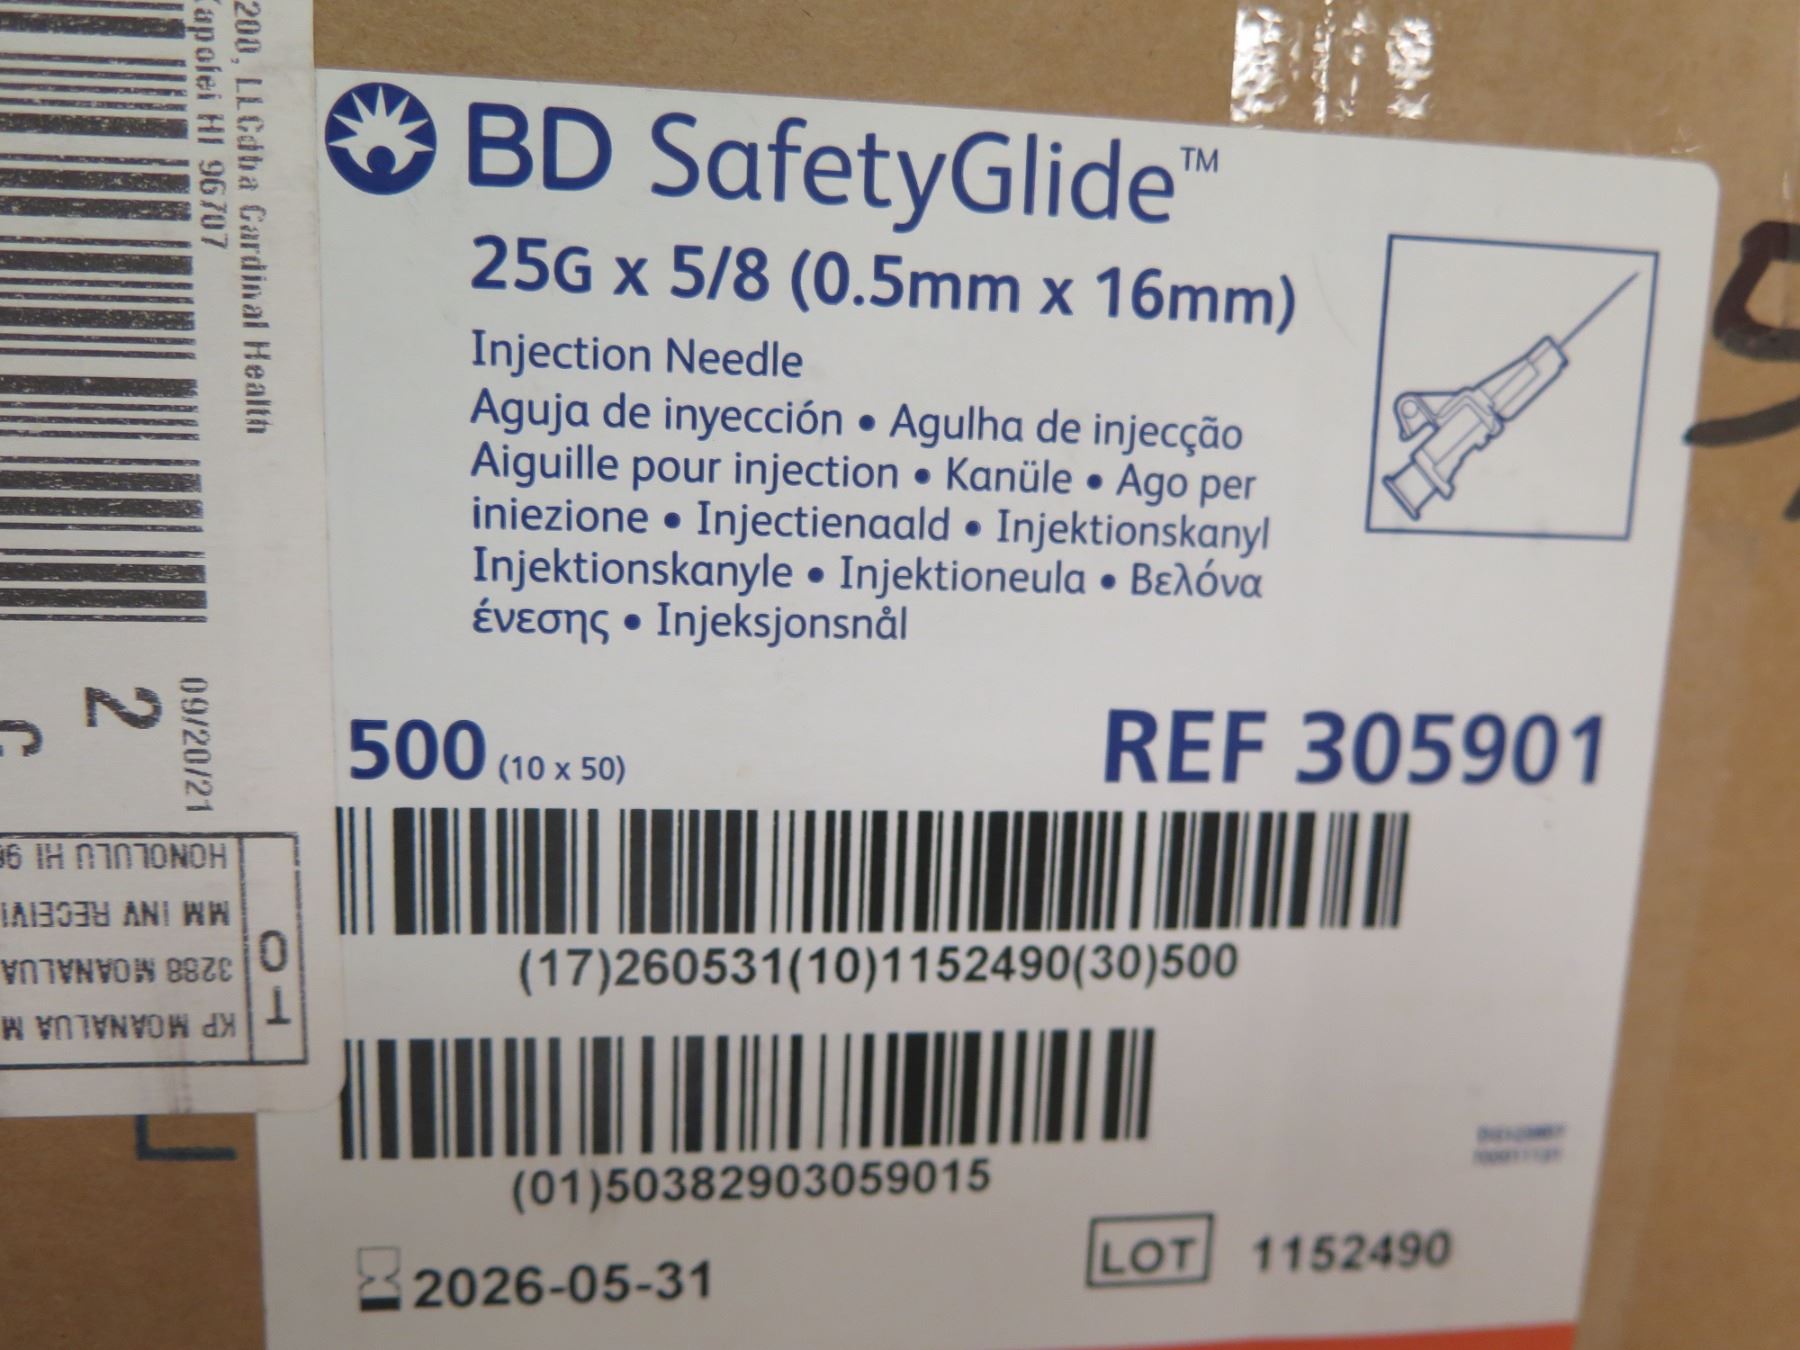 200, LLCdba Cardinal Health
Kapolei HI 96707
09/20/21
2
HONOLULU HI
MM INV
3288 MOANALUA
KP MOANALUA
TO
BD SafetyGlide™
25G x 5/8 (0.5mm x 16mm)
Injection Needle
Aguja de inyección • Agulha de injecção
Aiguille pour injection • Kanüle • Ago per
iniezione • Injectienaald • Injektionskanyl
Injektionskanyle • Injektioneula • Βελόνα
ένεσης • Injeksjonsnål
500 (10 x 50)
REF 305901
(17)260531(10)1152490(30)500
(01)50382903059015
2026-05-31
LOT 1152490